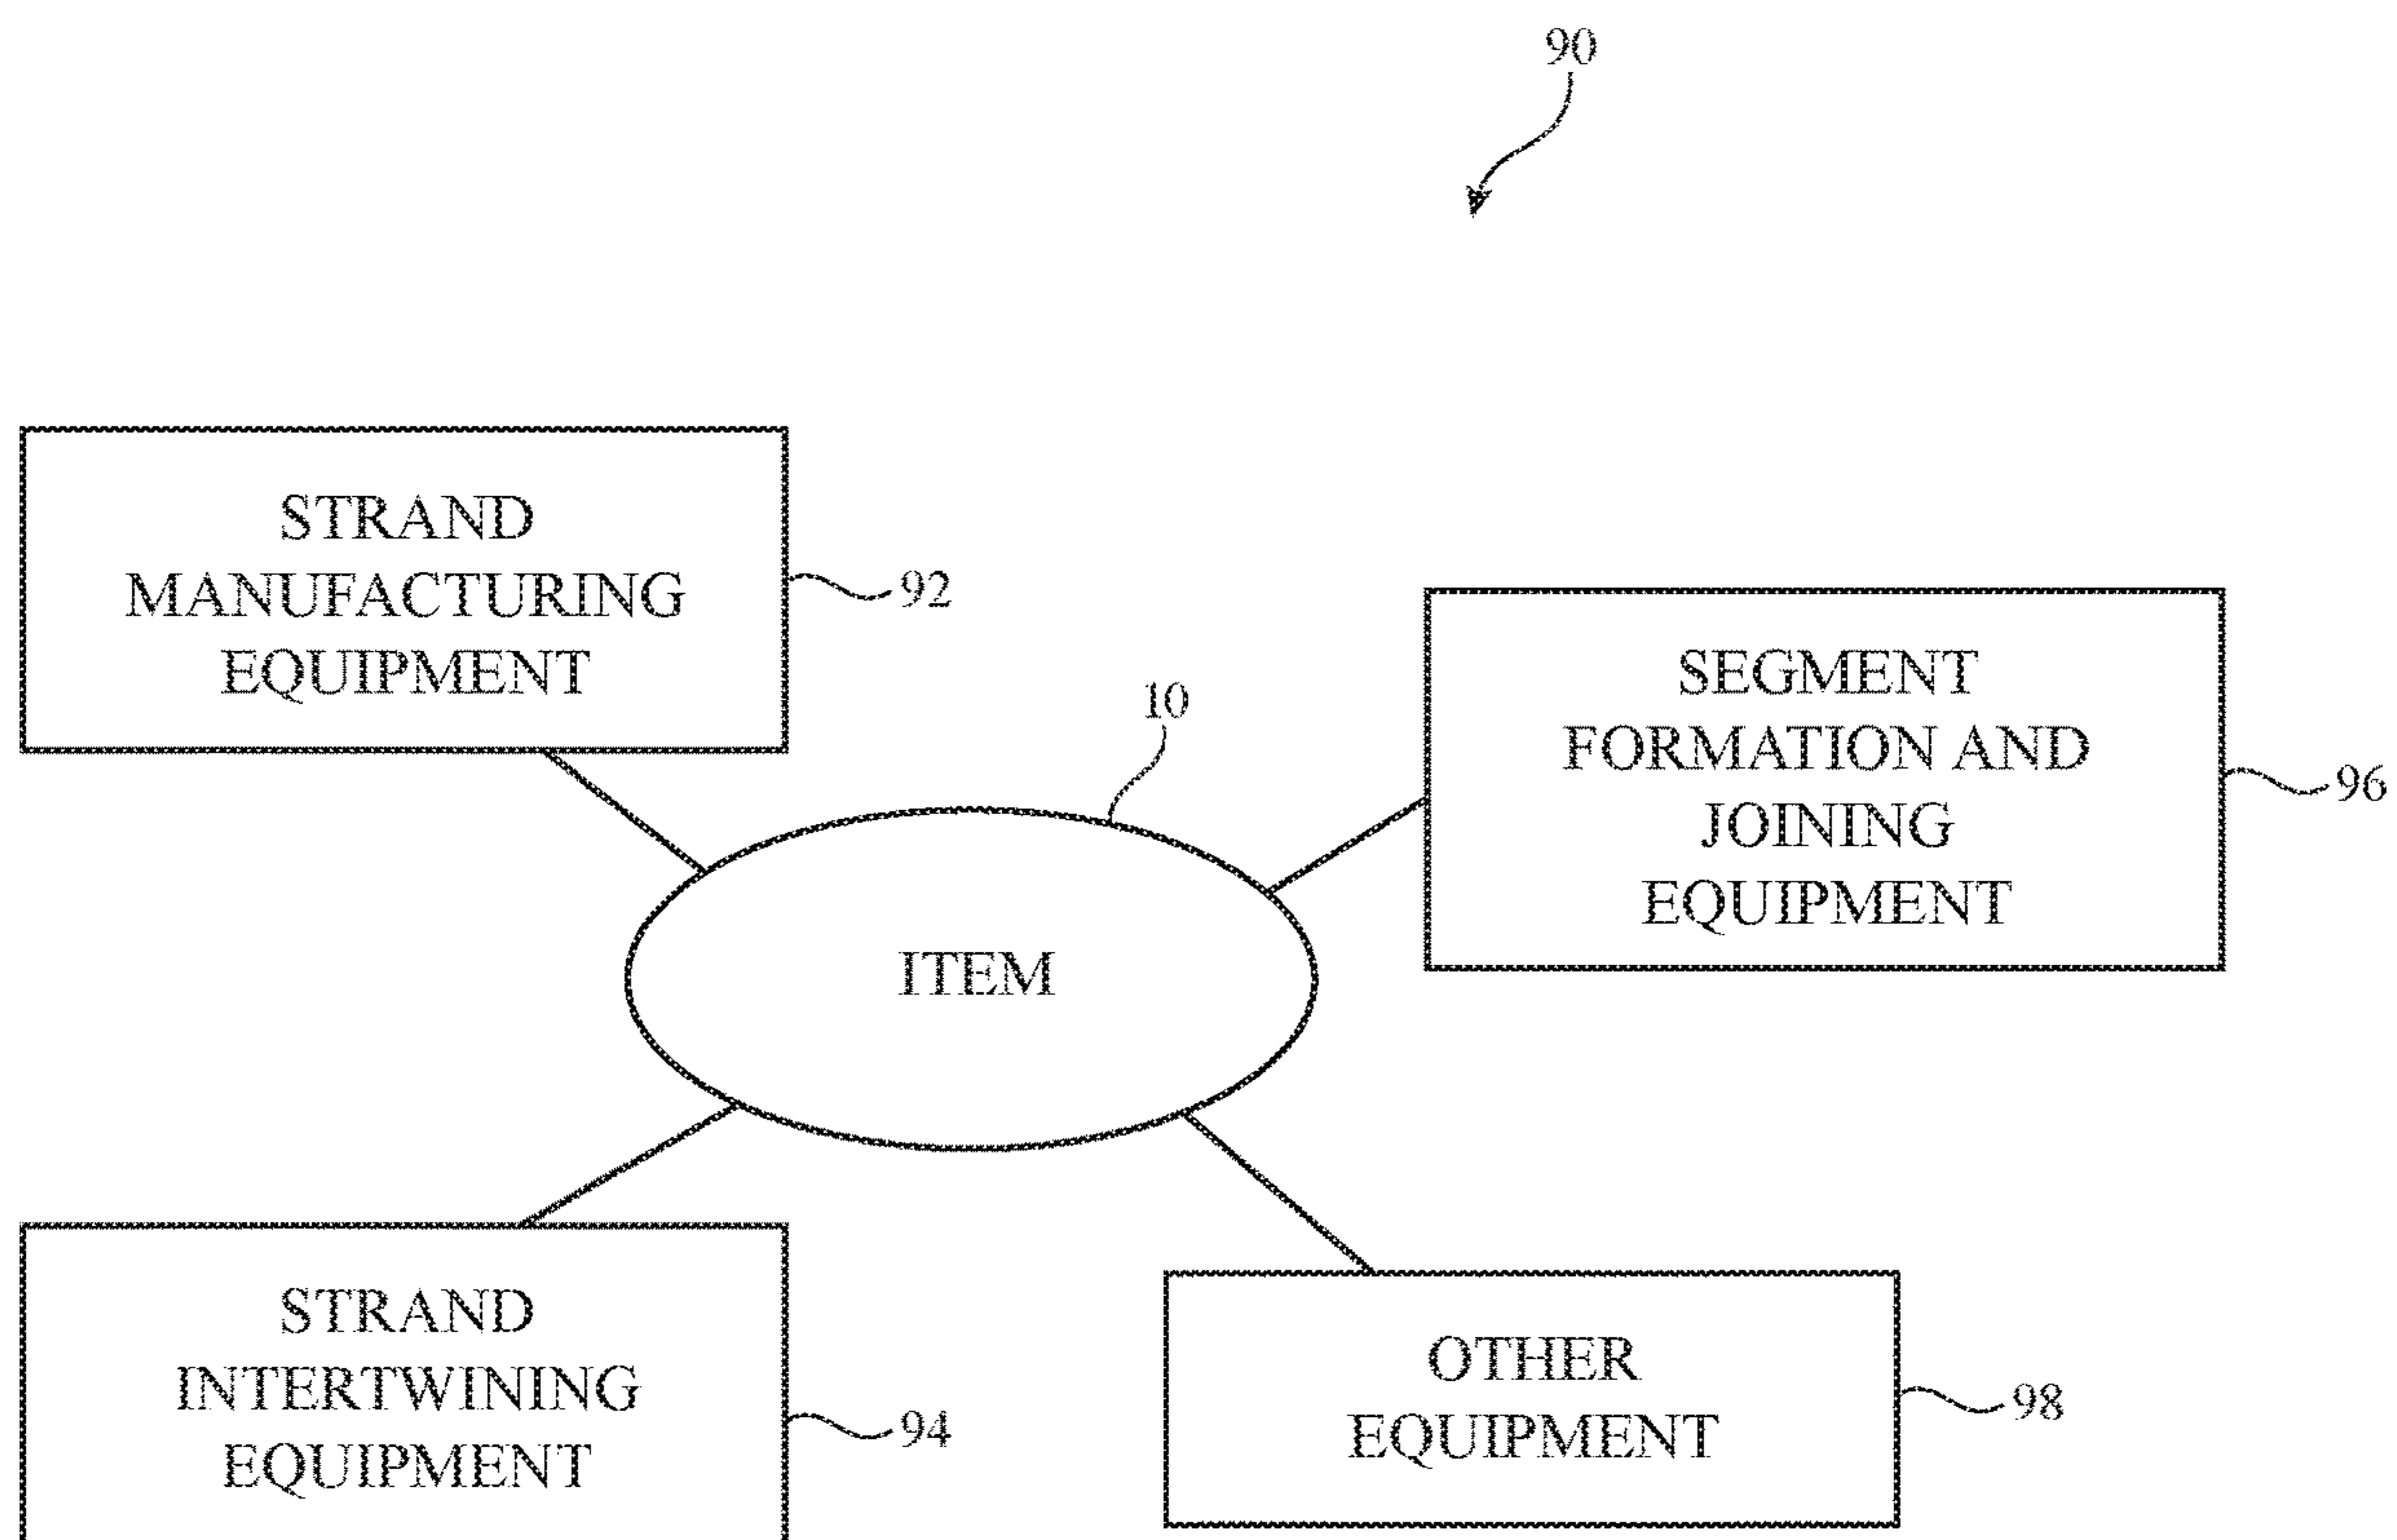 90
STRAND
MANUFACTURING
EQUIPMENT
92
10
SEGMENT
FORMATION AND
JOINING
EQUIPMENT
96
ITEM
STRAND
INTERTWINING
EQUIPMENT
94
OTHER
EQUIPMENT
98